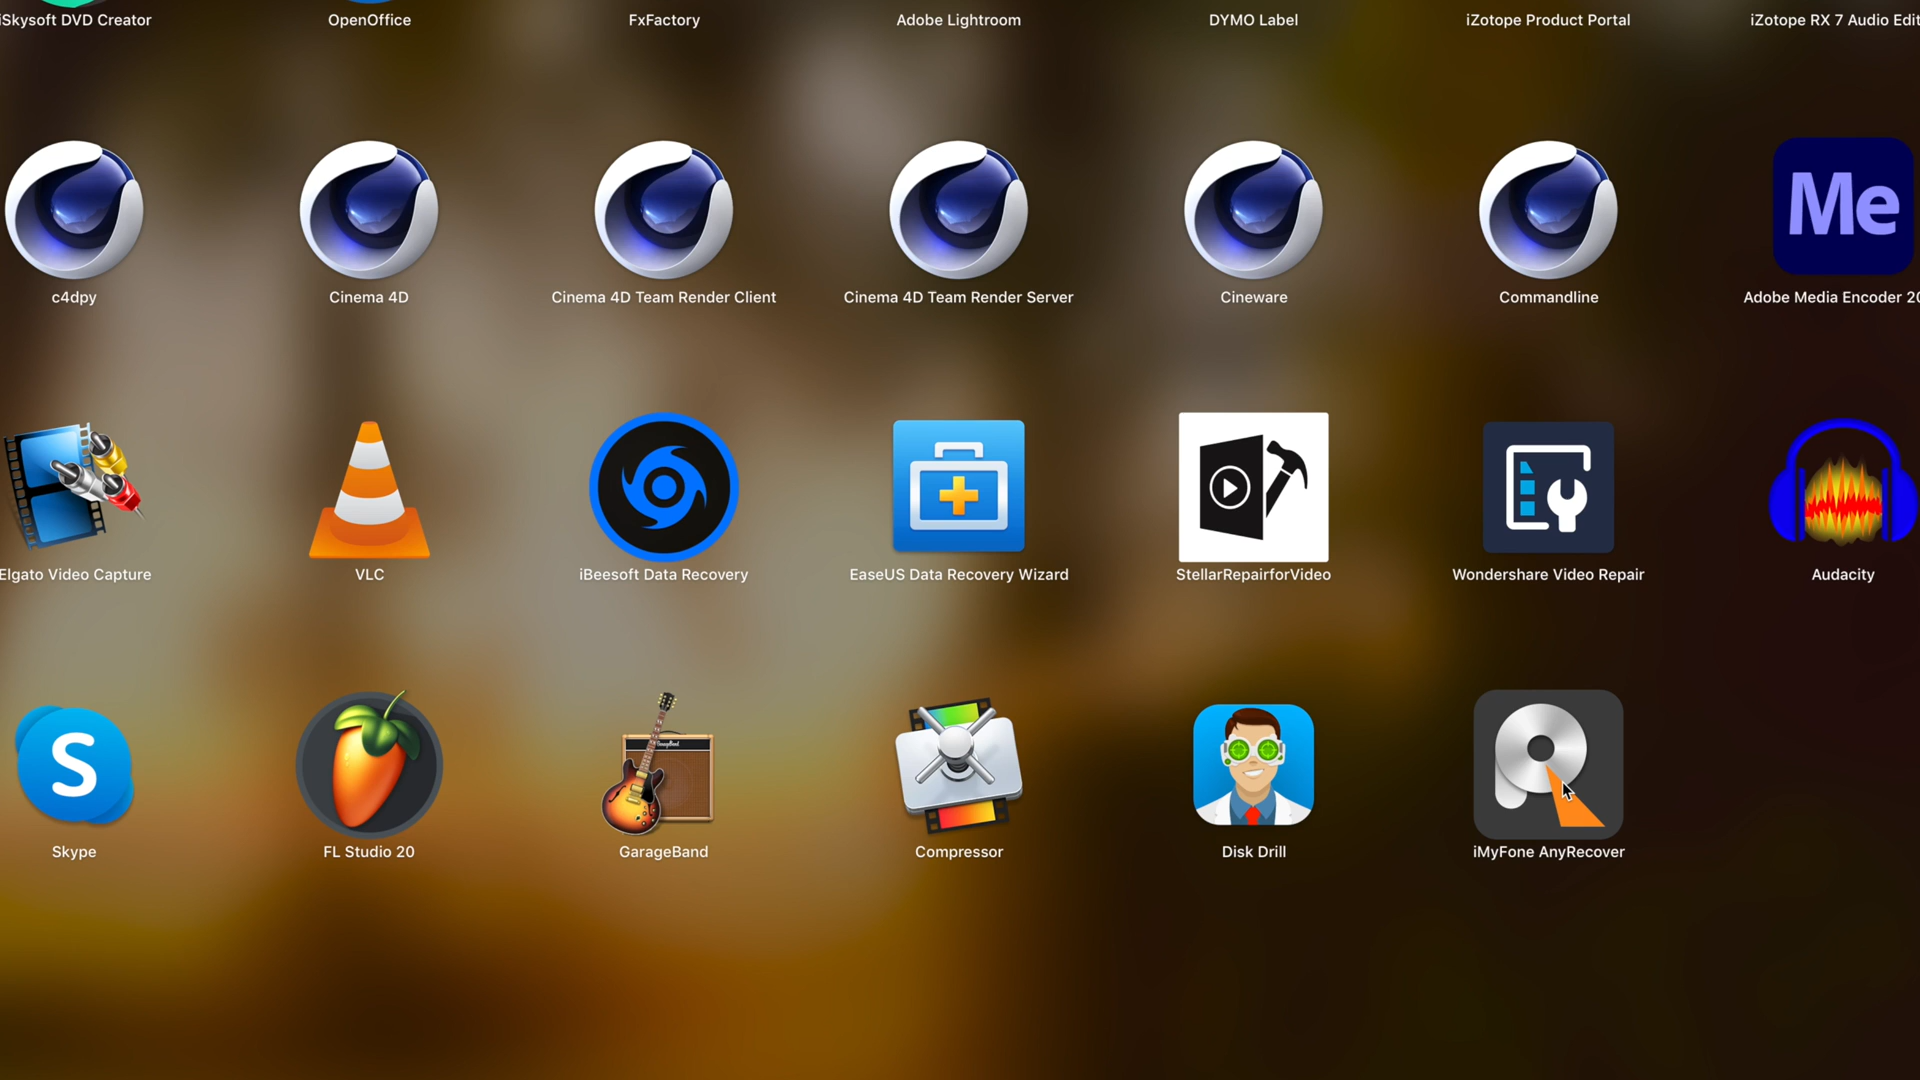 iSkysoft DVD Creator
OpenOffice
FxFactory
Adobe Lightroom
DYMO Label
iZotope Product Portal
iZotope RX 7 Audio Edit
Me
c4dpy
Cinema 4D
Cinema 4D Team Render Client
Cinema 4D Team Render Server
Cineware
Commandline
Adobe Media Encoder 20
Elgato Video Capture
VLC
iBeesoft Data Recovery
EaseUS Data Recovery Wizard
StellarRepairforVideo
Wondershare Video Repair
Audacity
S
GarageBand
Skype
FL Studio 20
GarageBand
Compressor
Disk Drill
iMyFone AnyRecover